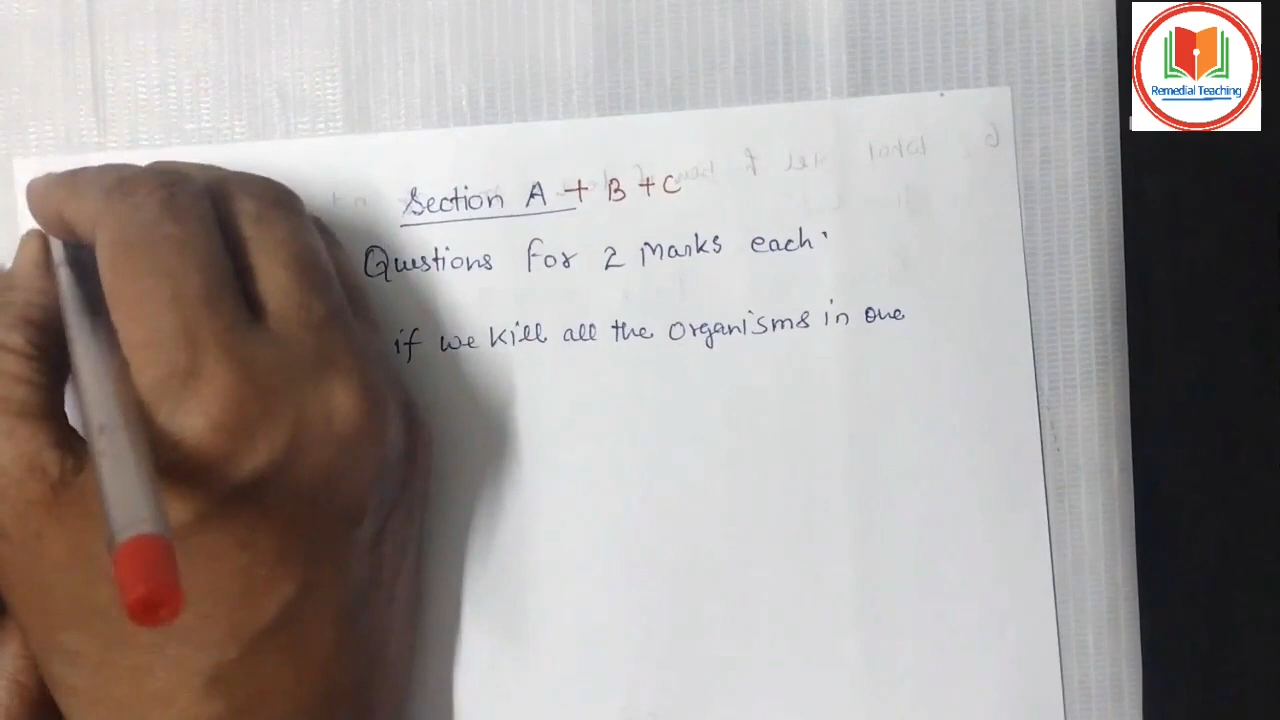 Remedial Teaching
Section A + B + C
Questions for 2 Marks each.
if we kill all the organisms in one